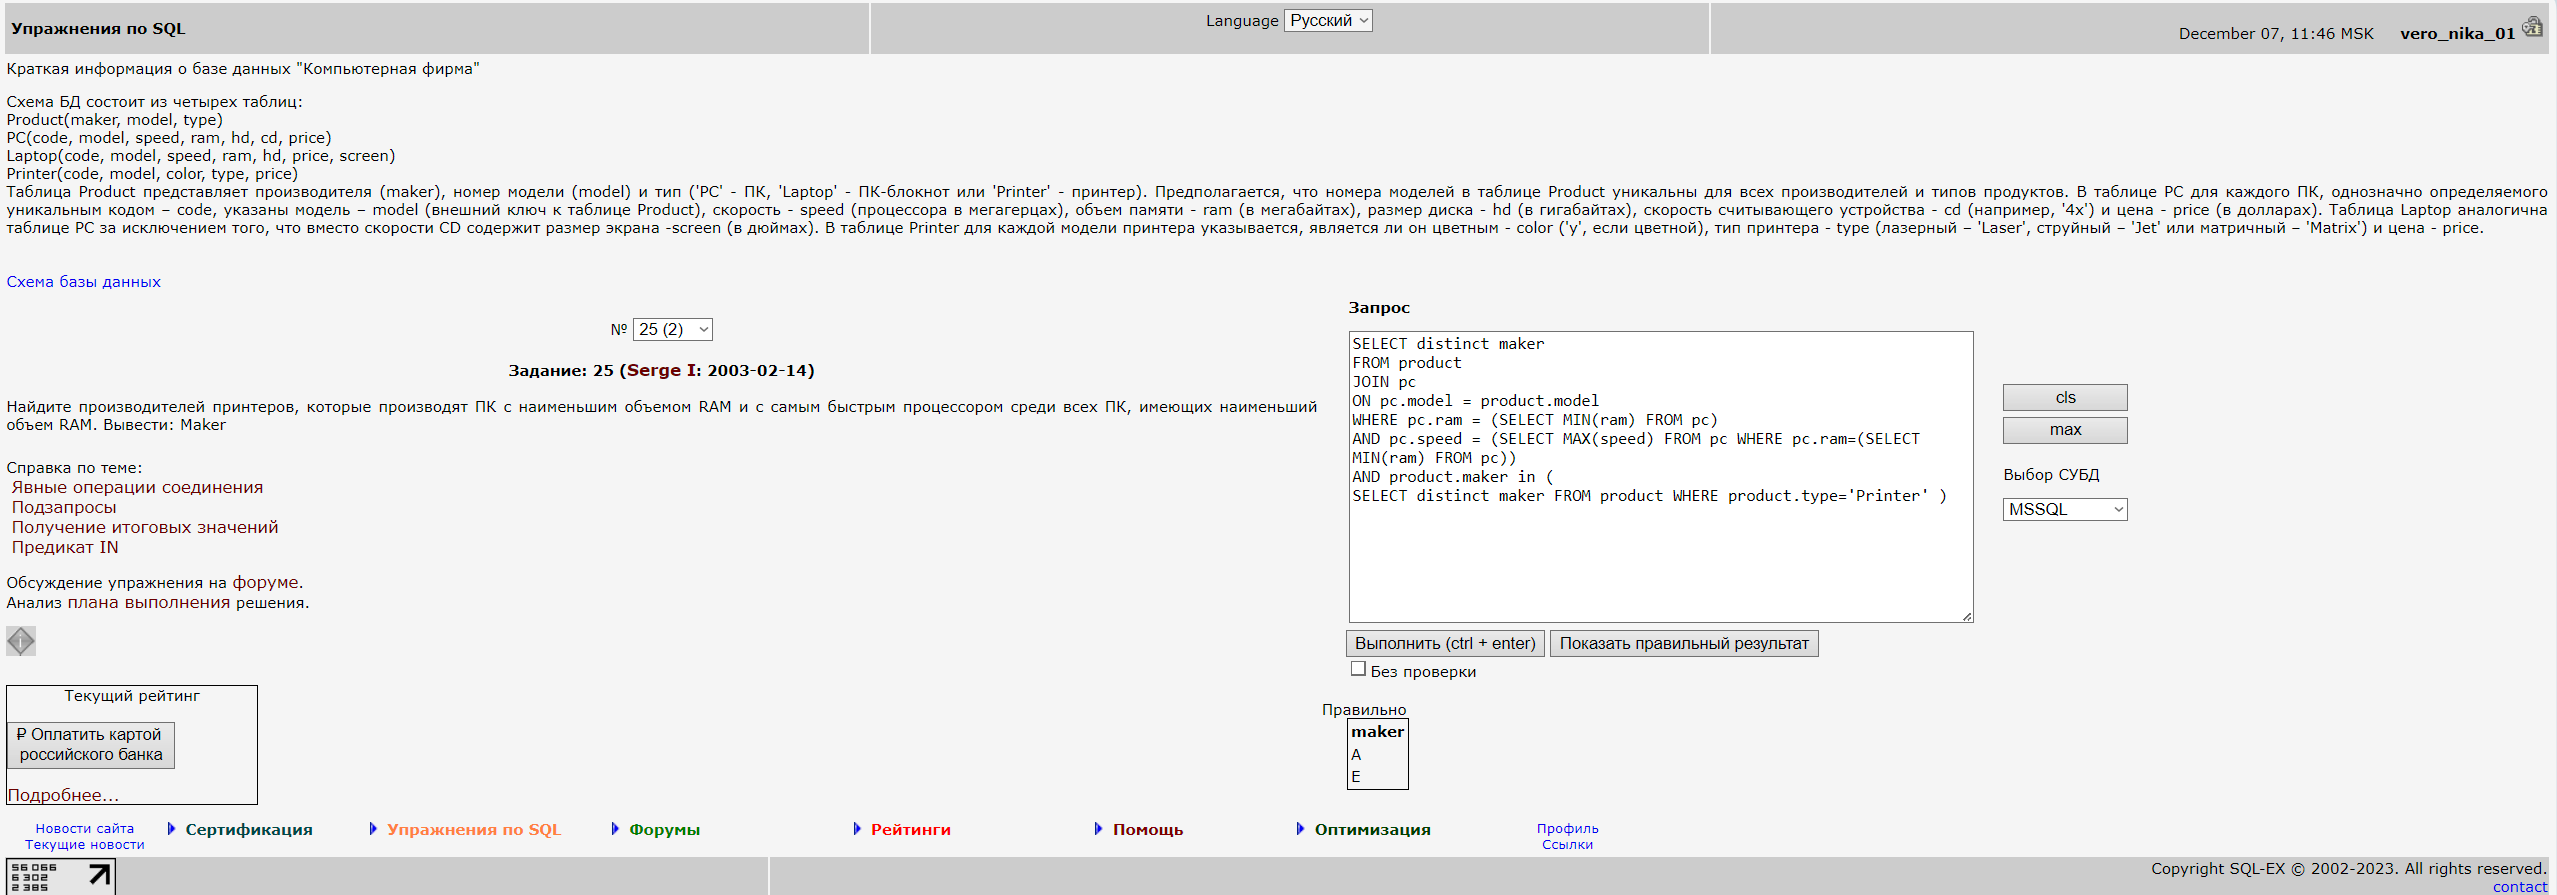 Упражнения по SQL
Language Русский
December 07, 11:46 MSK vero_nika_01
Краткая информация о базе данных "Компьютерная фирма"
Схема БД состоит из четырех таблиц:
Product(maker, model, type)
PC(code, model, speed, ram, hd, cd, price)
Laptop(code, model, speed, ram, hd, price, screen)
Printer(code, model, color, type, price)
Таблица Product представляет производителя (maker), номер модели (model) и тип ('PC' - ПК, 'Laptop' - ПК-блокнот или 'Printer' - принтер). Предполагается, что номера моделей в таблице Product уникальны для всех производителей и типов продуктов. В таблице PC для каждого ПК, однозначно определяемого
уникальным кодом – code, указаны модель – model (внешний ключ к таблице Product), скорость - speed (процессора в мегагерцах), объем памяти - ram (в мегабайтах), размер диска - hd (в гигабайтах), скорость считывающего устройства - cd (например, '4x') и цена - price (в долларах). Таблица Laptop аналогична
таблице РС за исключением того, что вместо скорости CD содержит размер экрана -screen (в дюймах). В таблице Printer для каждой модели принтера указывается, является ли он цветным - color ('y', если цветной), тип принтера - type (лазерный – 'Laser', струйный – 'Jet' или матричный – 'Matrix') и цена - price.
Схема базы данных
№ 25 (2)
Задание: 25 (Serge I: 2003-02-14)
Найдите производителей принтеров, которые производят ПК с наименьшим объемом RAM и с самым быстрым процессором среди всех ПК, имеющих наименьший
объем RAM. Вывести: Maker
Справка по теме:
Явные операции соединения
Подзапросы
Получение итоговых значений
Предикат IN
Обсуждение упражнения на форуме.
Анализ плана выполнения решения.
Запрос
SELECT distinct maker
FROM product
JOIN pc
ON pc.model = product.model
WHERE pc.ram = (SELECT MIN(ram) FROM pc)
AND pc.speed = (SELECT MAX(speed) FROM pc WHERE pc.ram=(SELECT
MIN(ram) FROM pc))
AND product.maker in (
SELECT distinct maker FROM product WHERE product.type='Printer' )
cls
max
Выбор СУБД
MSSQL
Выполнить (ctrl + enter) Показать правильный результат
Без проверки
Текущий рейтинг
₽ Оплатить картой
российского банка
Подробнее...
Правильно
maker
A
E
Новости сайта
Текущие новости
Сертификация
Упражнения по SQL
Форумы
Рейтинги
Помощь
Оптимизация
Профиль
Ссылки
56 066
6 302
2 385
Copyright SQL-EX © 2002-2023. All rights reserved.
contact